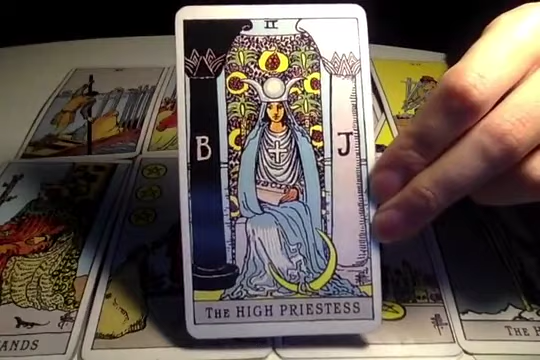 II
B
J
THE HIGH PRIESTESS
ANDS
THE H